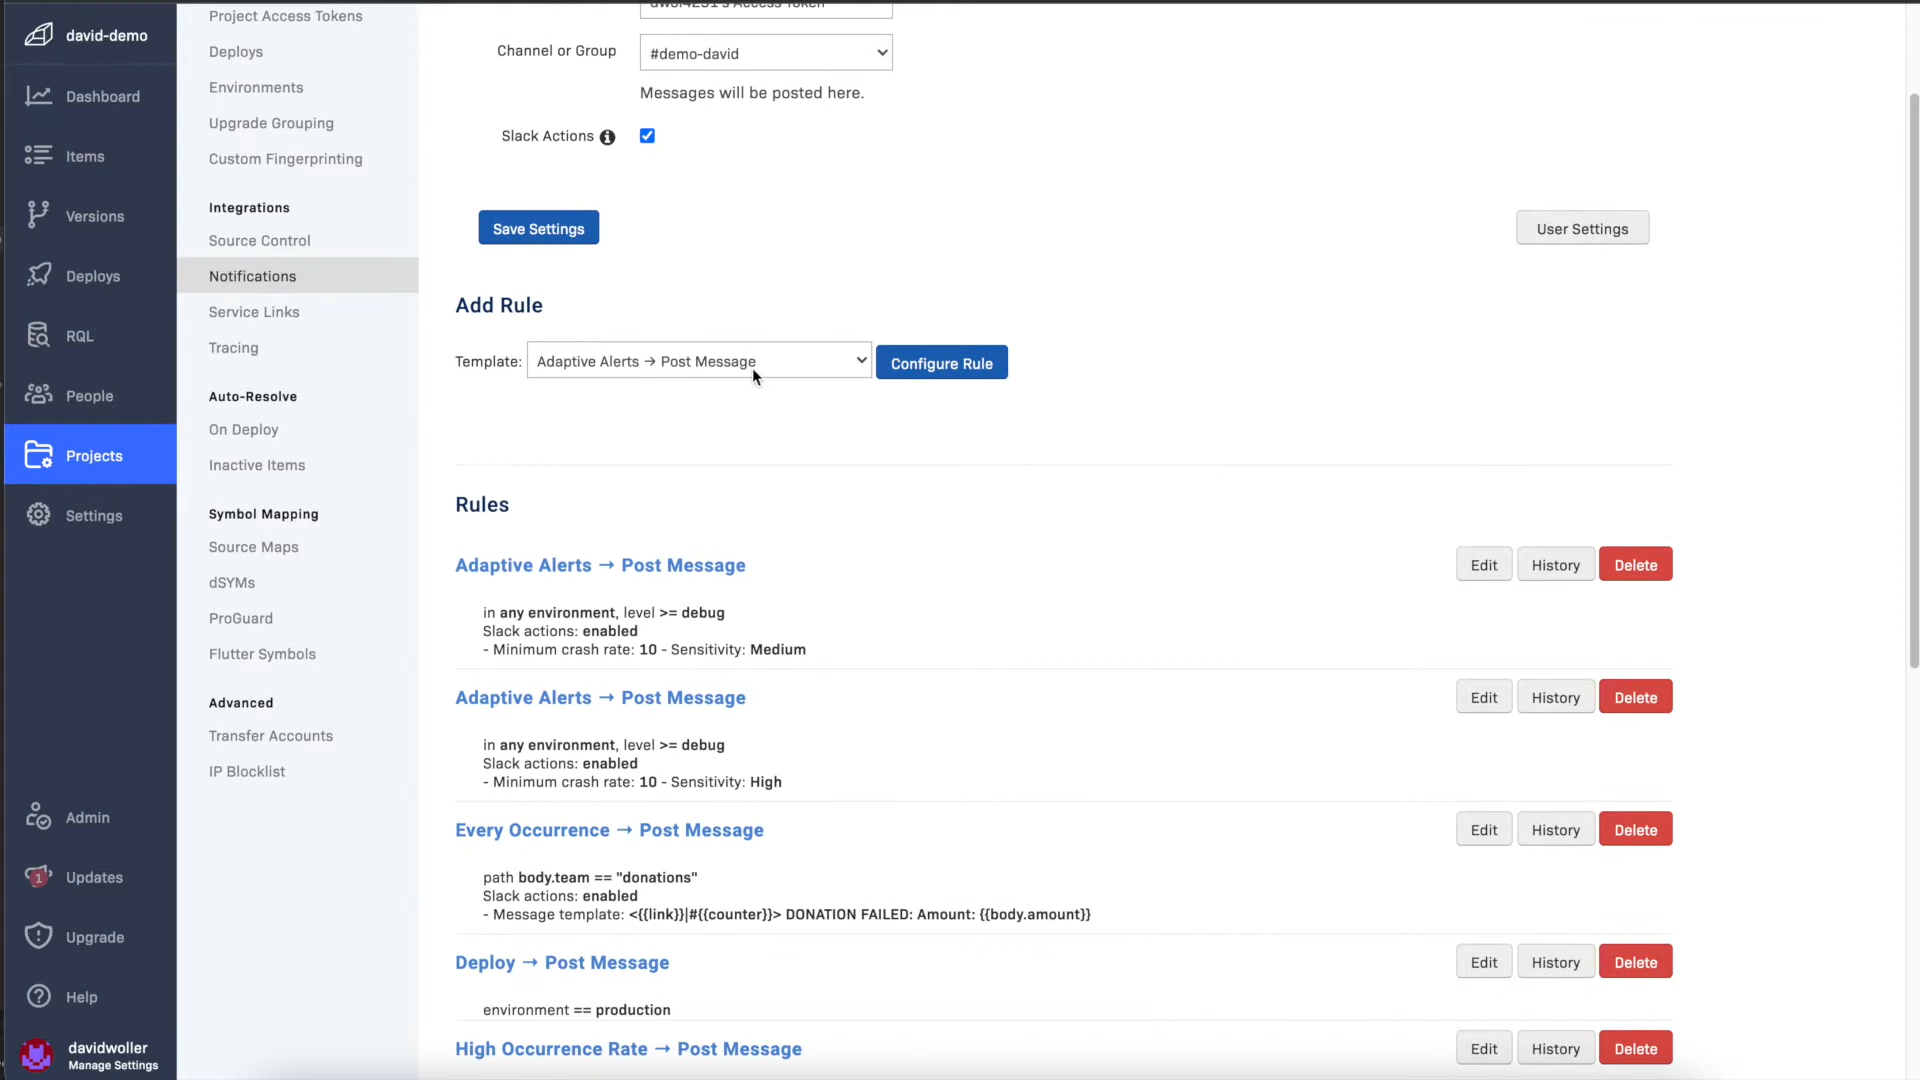 david-demo
Dashboard
Items
Versions
Deploys
RQL
People
Projects
Settings
Admin
1
Updates
Upgrade
Help
davidwoller
Manage Settings
Project Access Tokens
Deploys
Environments
Upgrade Grouping
Custom Fingerprinting
Integrations
Source Control
Notifications
Service Links
Tracing
Auto-Resolve
On Deploy
Inactive Items
Symbol Mapping
Source Maps
dSYMs
ProGuard
Flutter Symbols
Advanced
Transfer Accounts
IP Blocklist
Access Token
Channel or Group
#demo-david
Messages will be posted here.
Slack Actions
Save Settings
User Settings
Add Rule
Template: Adaptive Alerts → Post Message Configure Rule
Rules
Adaptive Alerts → Post Message Edit History Delete
in any environment, level >= debug
Slack actions: enabled
- Minimum crash rate: 10 - Sensitivity: Medium
Adaptive Alerts → Post Message Edit History Delete
in any environment, level >= debug
Slack actions: enabled
- Minimum crash rate: 10 - Sensitivity: High
Every Occurrence → Post Message Edit History Delete
path body.team == "donations"
Slack actions: enabled
- Message template: <{{link}}|#{{counter}}> DONATION FAILED: Amount: {{body.amount}}
Deploy → Post Message Edit History Delete
environment == production
High Occurrence Rate → Post Message Edit History Delete